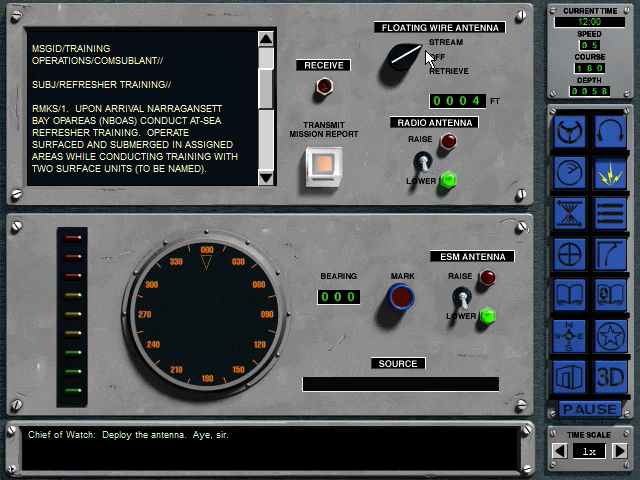 MSGID/TRAINING
OPERATIONS/COMSUBLANT//
SUBJ/REFRESHER TRAINING//
RMKS/1. UPON ARRIVAL NARRAGANSETT
BAY OPAREAS (NBOAS) CONDUCT AT-SEA
REFRESHER TRAINING. OPERATE
SURFACED AND SUBMERGED IN ASSIGNED
AREAS WHILE CONDUCTING TRAINING WITH
TWO SURFACE UNITS (TO BE NAMED).
RECEIVE
TRANSMIT
MISSION REPORT
FLOATING WIRE ANTENNA
STREAM
OFF
RETRIEVE
0004 FT
RADIO ANTENNA
RAISE
LOWER
CURRENT TIME
12:00
SPEED
05
COURSE
180
DEPTH
0058
000
030
060
090
120
150
180
210
240
270
300
330
BEARING
000
MARK
ESM ANTENNA
RAISE
LOWER
SOURCE
N
W E
S
3D
PAUSE
TIME SCALE
1x
Chief of Watch: Deploy the antenna. Aye, sir.